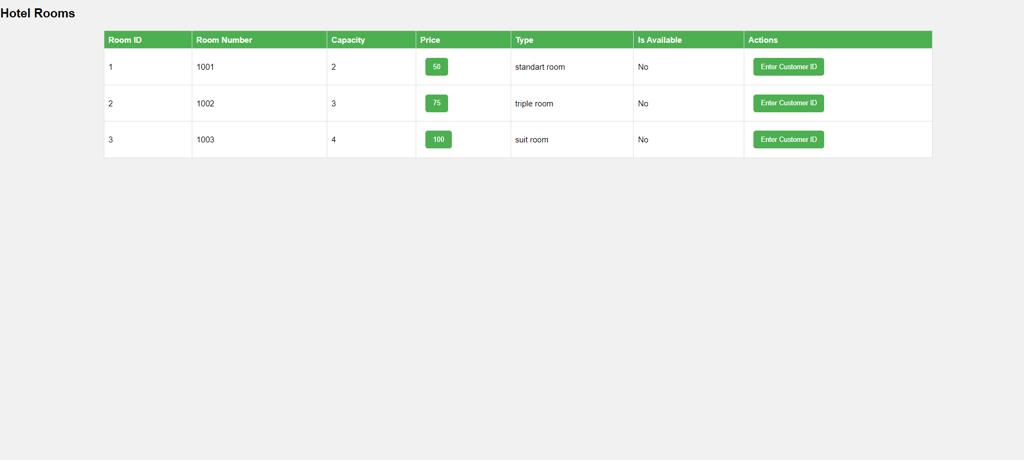 Hotel Rooms
Room ID Room Number Capacity Price Type Is Available Actions
1 1001 2 50 standart room No Enter Customer ID
2 1002 3 75 triple room No Enter Customer ID
3 1003 4 100 suit room No Enter Customer ID